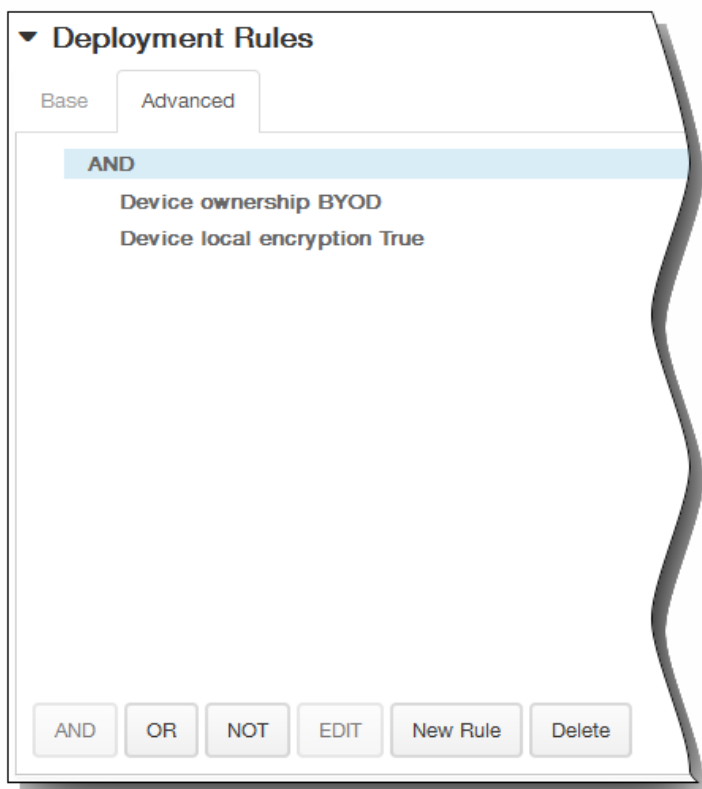 Deployment Rules
Base Advanced
AND
Device ownership BYOD
Device local encryption True
AND OR NOT EDIT New Rule Delete